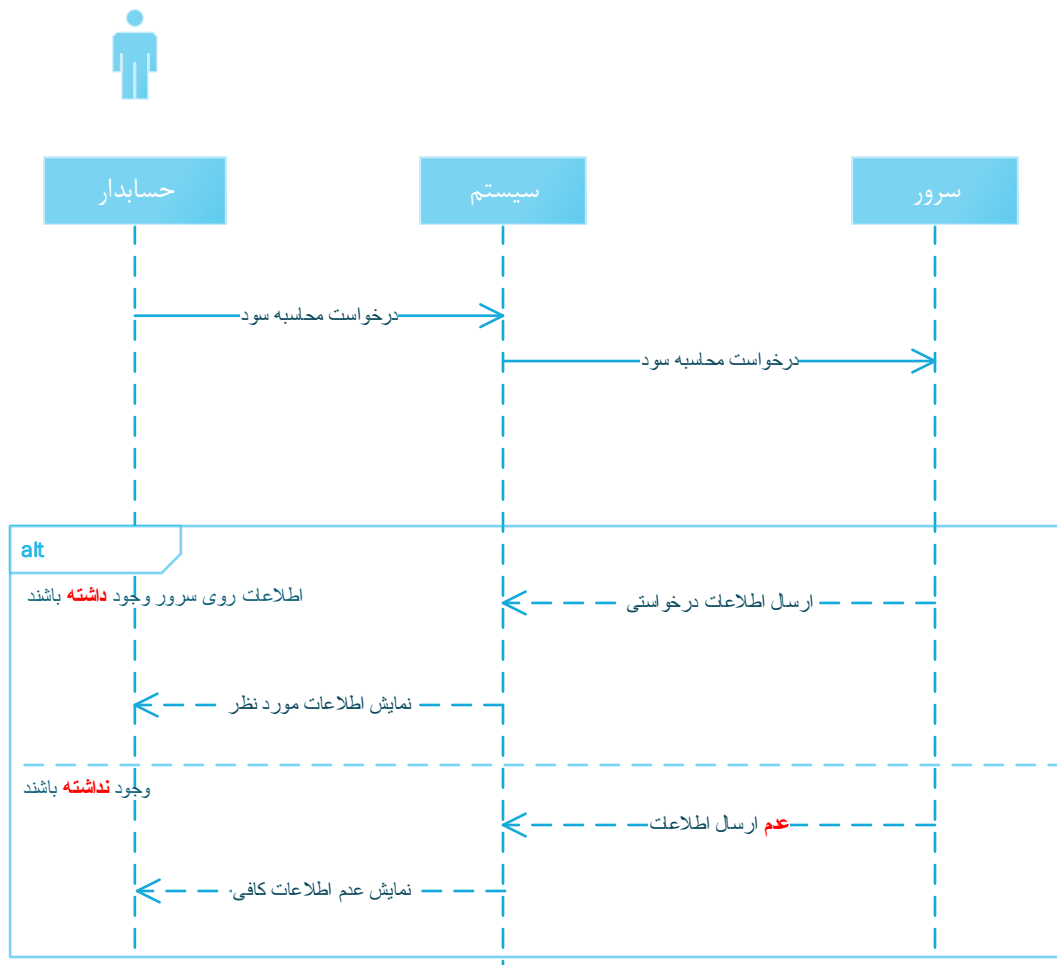 حسابدار
سیستم
سرور
درخواست محاسبه سود
درخواست محاسبه سود
alt
اطلاعات روی سرور وجود داشته باشند
ارسال اطلاعات درخواستی
نمایش اطلاعات مورد نظر
وجود نداشته باشند
عدم ارسال اطلاعات
نمایش عدم اطلاعات کافی.